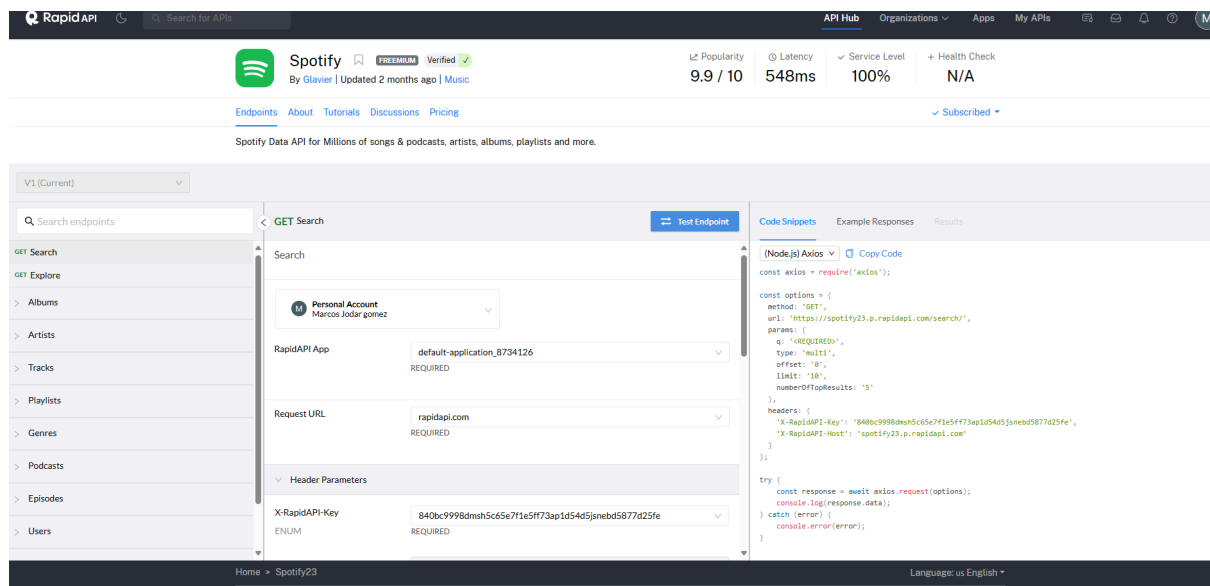 Rapid API Search for APIs API Hub Organizations Apps My APIs M
Spotify FREEMIUM Verified ✓
By Glavier | Updated 2 months ago | Music
Popularity
9.9 / 10
Latency
548ms
Service Level
100%
Health Check
N/A
Endpoints About Tutorials Discussions Pricing
Subscribed
Spotify Data API for Millions of songs & podcasts, artists, albums, playlists and more.
V1 (Current)
Search endpoints
GET Search
GET Explore
Albums
Artists
Tracks
Playlists
Genres
Podcasts
Episodes
Users
GET Search
Test Endpoint
Search
M Personal Account
Marcos Jodar gomez
RapidAPI App
default-application_8734126
REQUIRED
Request URL
rapidapi.com
REQUIRED
Header Parameters
X-RapidAPI-Key
ENUM
840bc9998dmsh5c65e7f1e5ff73ap1d54d5jsnebd5877d25fe
REQUIRED
Code Snippets Example Responses Results
(Node.js) Axios Copy Code
const axios = require('axios');
const options = {
method: 'GET',
url: 'https://spotify23.p.rapidapi.com/search/',
params: {
q: '<REQUIRED>',
type: 'multi',
offset: '0',
limit: '10',
numberOfTopResults: '5'
},
headers: {
'X-RapidAPI-Key': '840bc9998dmsh5c65e7f1e5ff73ap1d54d5jsnebd5877d25fe',
'X-RapidAPI-Host': 'spotify23.p.rapidapi.com'
}
};
try {
const response = await axios.request(options);
console.log(response.data);
} catch (error) {
console.error(error);
}
Home > Spotify23
Language: us English